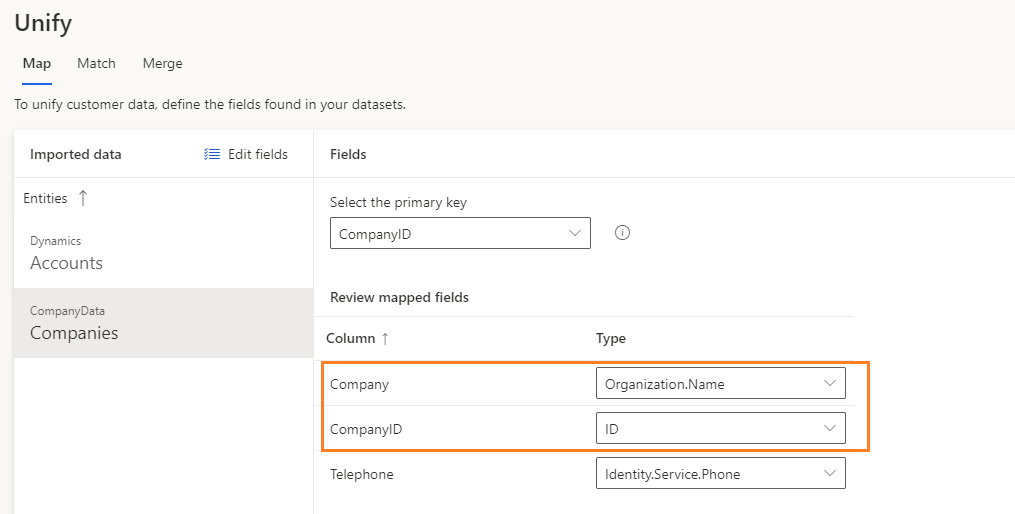 Unify
Map Match Merge
To unify customer data, define the fields found in your datasets.
Imported data Edit fields
Entities
Dynamics
Accounts
CompanyData
Companies
Fields
Select the primary key
CompanyID
Review mapped fields
Column Type
Company Organization.Name
CompanyID ID
Telephone Identity.Service.Phone